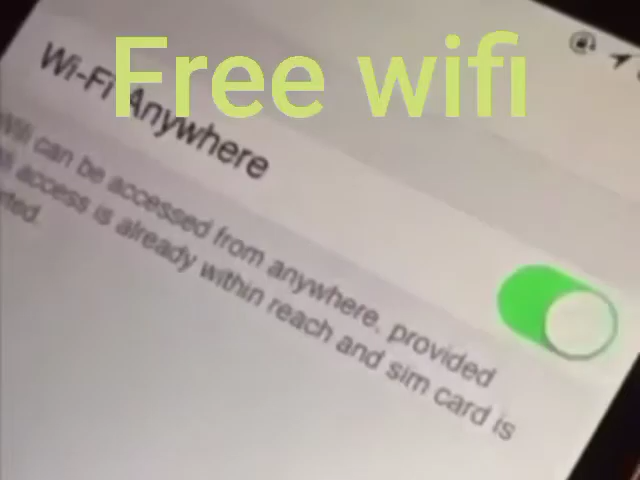 Free wifi
Wi-Fi Anywhere
Wifi can be accessed from anywhere, provided
access is already within reach and sim card is